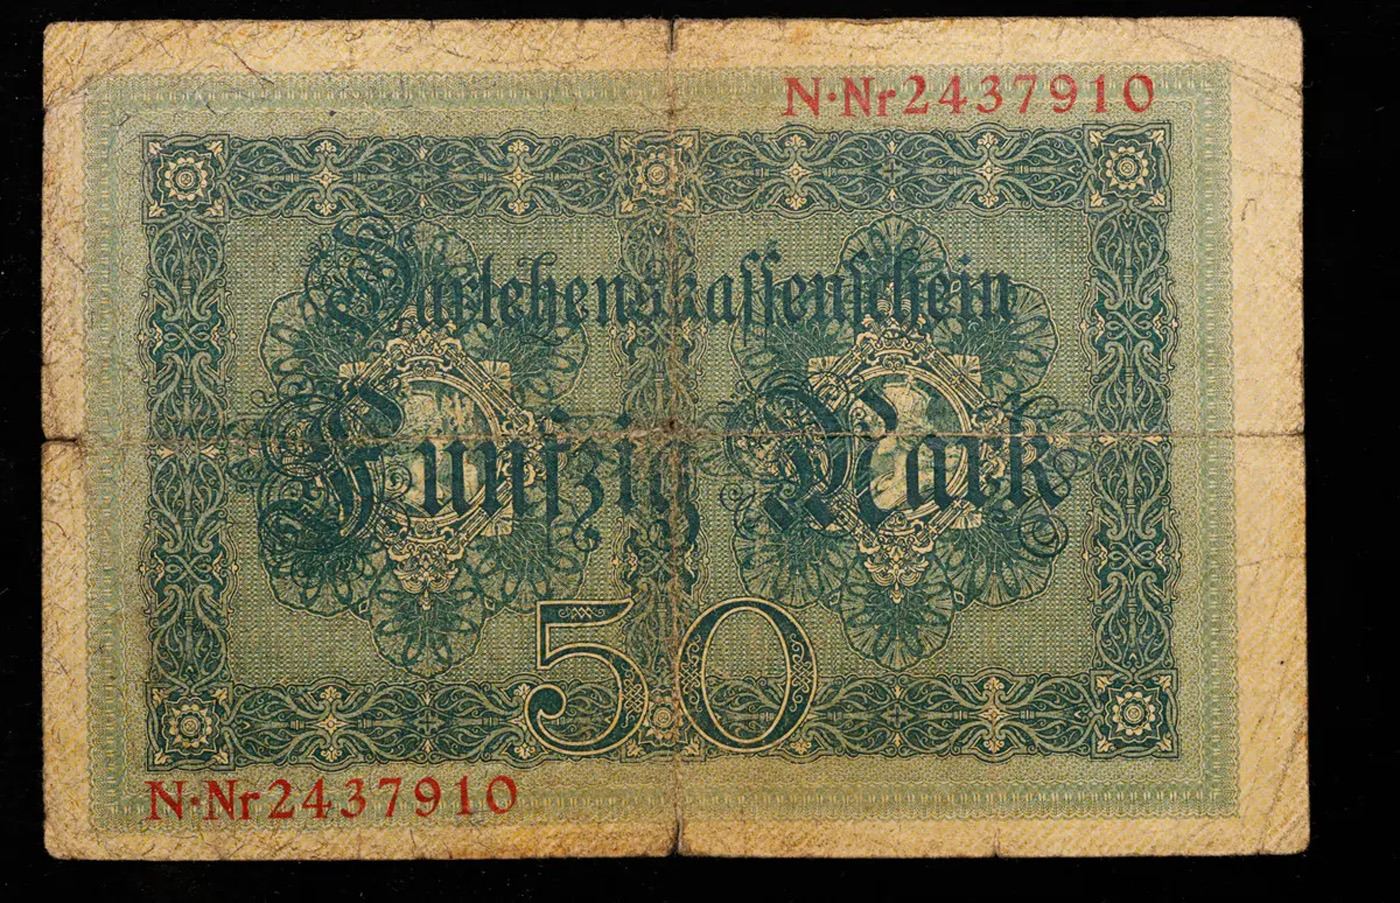 N·Nr2437910
Darlehenskassenschein
Fünfzig Mark
50
N·Nr2437910